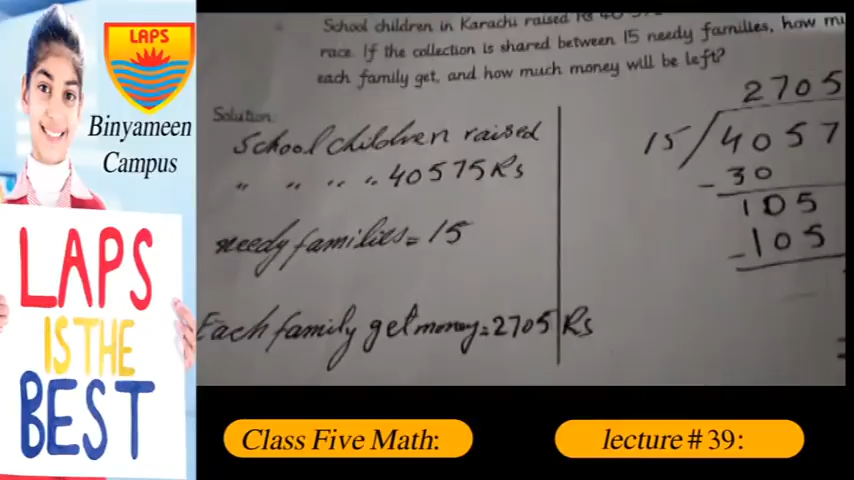 LAPS
Binyameen
Campus
LAPS
IS THE
BEST
School children in Karachi raised Rs
race. If the collection is shared between 15 needy families, how
each family get, and how much money will be left?
Solution:
School children raised
" " " " 40575Rs
needy families = 15
Each family get money = 2705 Rs
2705
15/4057
- 30
105
- 105
Class Five Math:
lecture # 39: